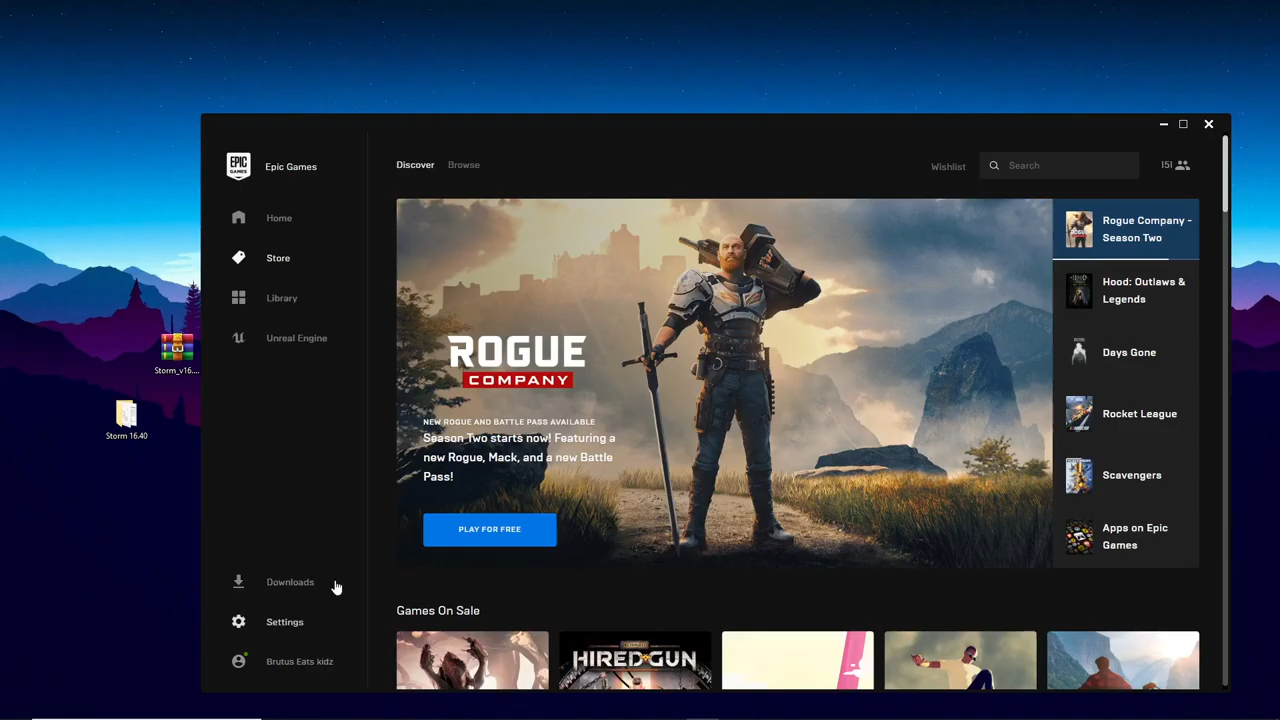 EPIC
GAMES
Epic Games
Home
Store
Library
Unreal Engine
Downloads
Settings
Brutus Eats kidz
Storm_v16....
Storm 16.40
Discover
Browse
Wishlist
Search
151
ROGUE
COMPANY
NEW ROGUE AND BATTLE PASS AVAILABLE
Season Two starts now! Featuring a
new Rogue, Mack, and a new Battle
Pass!
PLAY FOR FREE
Rogue Company -
Season Two
Hood: Outlaws &
Legends
Days Gone
Rocket League
Scavengers
Apps on Epic
Games
Games On Sale
HIRED GUN